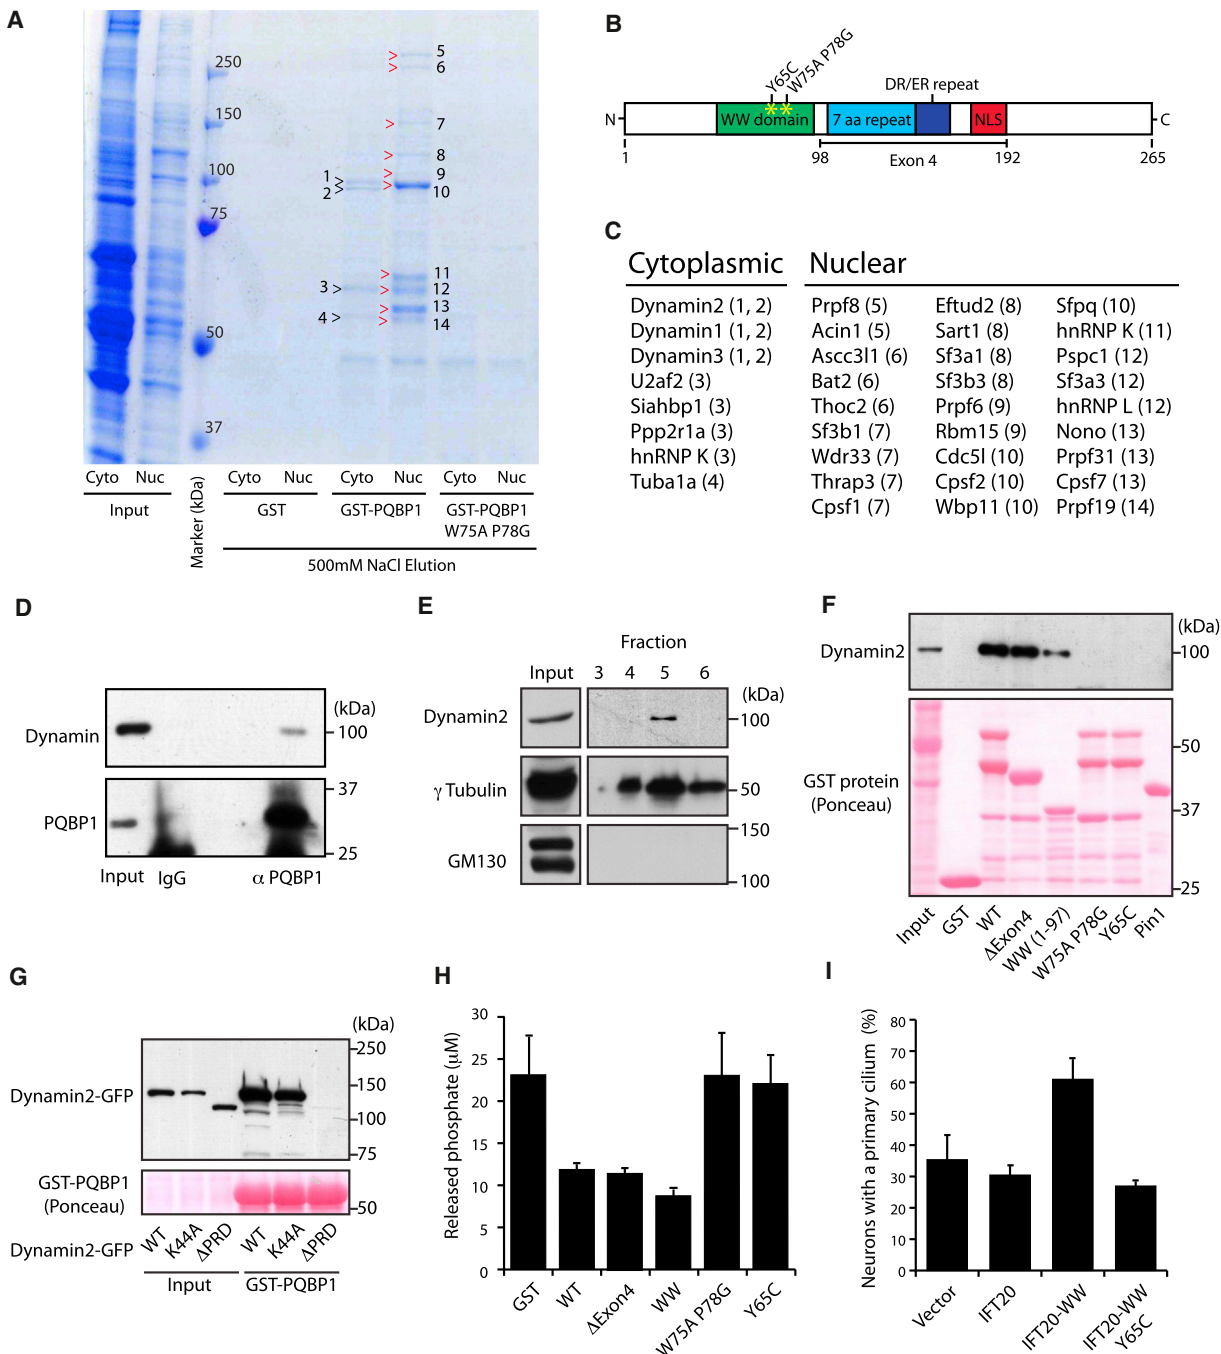 A
250
150
100
75
50
37
5
6
7
8
9
10
11
12
13
14
1
2
3
4
Cyto Nuc Cyto Nuc Cyto Nuc Cyto Nuc
Input
Marker (kDa)
GST
GST-PQBP1
GST-PQBP1
W75A P78G
500mM NaCl Elution
B
Y65C
W75A P78G
DR/ER repeat
N
WW domain
7 aa repeat
NLS
C
1
98
Exon 4
192
265
C
Cytoplasmic
Dynamin2 (1, 2)
Dynamin1 (1, 2)
Dynamin3 (1, 2)
U2af2 (3)
Siahbp1 (3)
Ppp2r1a (3)
hnRNP K (3)
Tuba1a (4)
Nuclear
Prpf8 (5)
Acin1 (5)
Ascc3l1 (6)
Bat2 (6)
Thoc2 (6)
Sf3b1 (7)
Wdr33 (7)
Thrap3 (7)
Cpsf1 (7)
Eftud2 (8)
Sart1 (8)
Sf3a1 (8)
Sf3b3 (8)
Prpf6 (9)
Rbm15 (9)
Cdc5l (10)
Cpsf2 (10)
Wbp11 (10)
Sfpq (10)
hnRNP K (11)
Pspc1 (12)
Sf3a3 (12)
hnRNP L (12)
Nono (13)
Prpf31 (13)
Cpsf7 (13)
Prpf19 (14)
D
(kDa)
Dynamin
100
37
PQBP1
25
Input IgG α PQBP1
E
Fraction
Input 3 4 5 6
(kDa)
Dynamin2
100
γ Tubulin
50
150
GM130
100
F
(kDa)
Dynamin2
100
GST protein
(Ponceau)
50
37
25
Input
GST
WT
ΔExon4
WW (1-97)
W75A P78G
Y65C
Pin1
G
(kDa)
250
Dynamin2-GFP
150
100
75
GST-PQBP1
(Ponceau)
50
Dynamin2-GFP
WT
K44A
ΔPRD
WT
K44A
ΔPRD
Input
GST-PQBP1
H
Released phosphate (μM)
30
25
20
15
10
5
0
GST
WT
ΔExon4
WW
W75A P78G
Y65C
I
Neurons with a primary cilium (%)
80
70
60
50
40
30
20
10
0
Vector
IFT20
IFT20-WW
IFT20-WW
Y65C